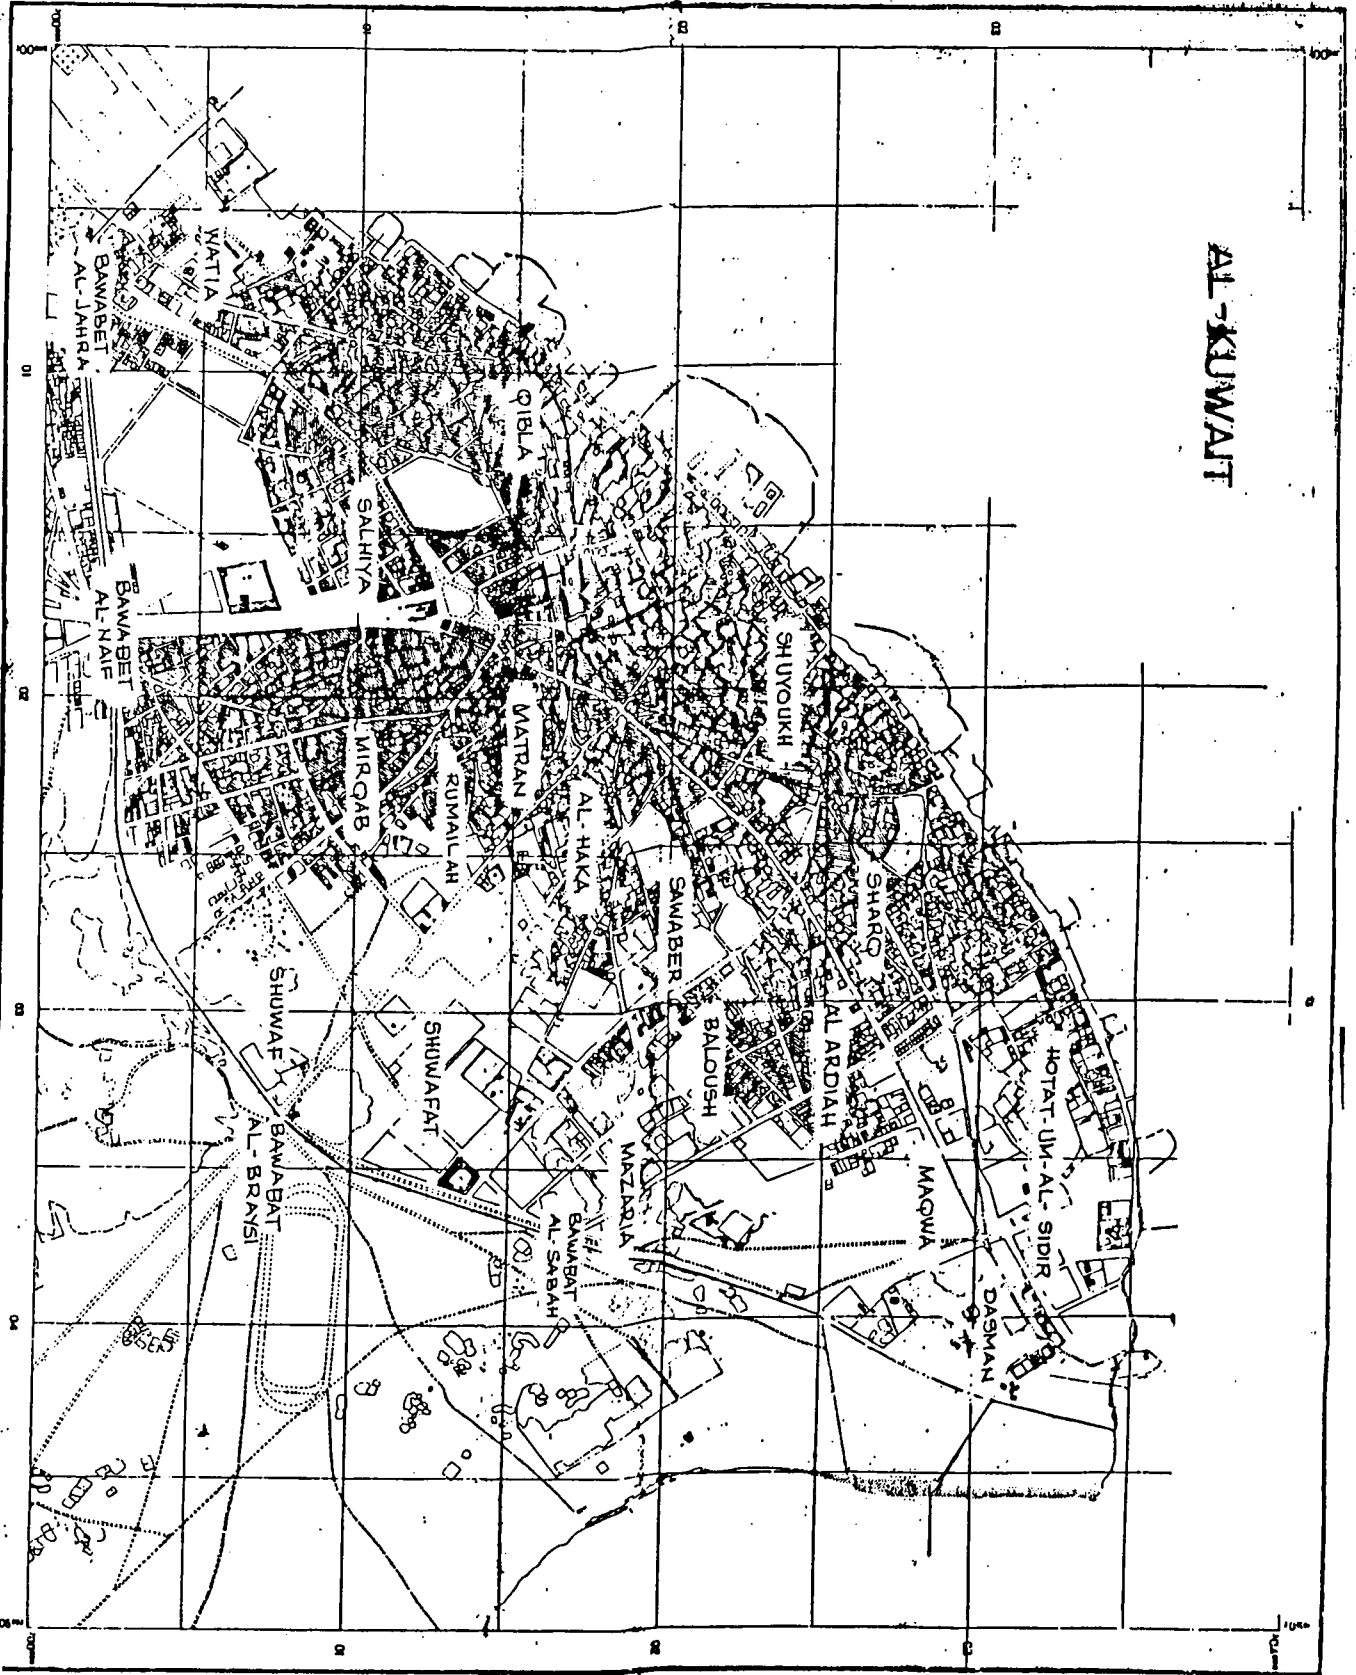 AL-KUWAIT
WATIA
BAWABET
AL-JAHRA
QIBLA
SALHIYA
BAWABET
AL-NAIF
SHUYOUKH
MATRAN
MIRQAB
RUMAILAH
AL-HAKA
SAWABER
SHARQ
BALOUSH
AL ARDIAH
HOTAT-UM-AL-SIDIR
SHUWAF
SHUWAFAT
BAWABAT
AL-BRAYSI
MAZARIA
MAQWA
BAWABAT
AL-SABAH
DASMAN